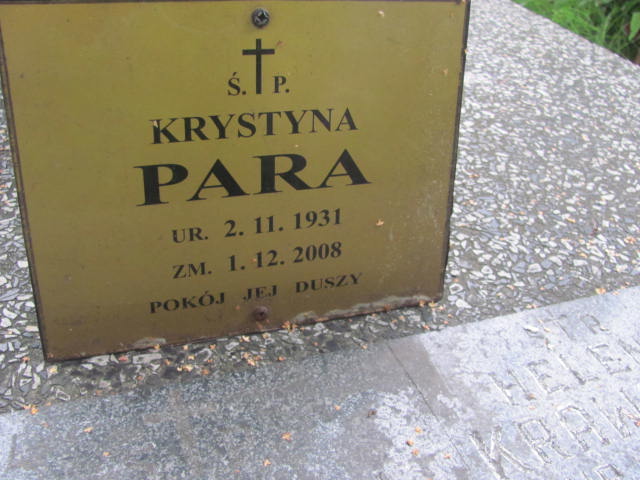 Ś. P.
KRYSTYNA
PARA
UR. 2. 11. 1931
ZM. 1. 12. 2008
POKÓJ JEJ DUSZY